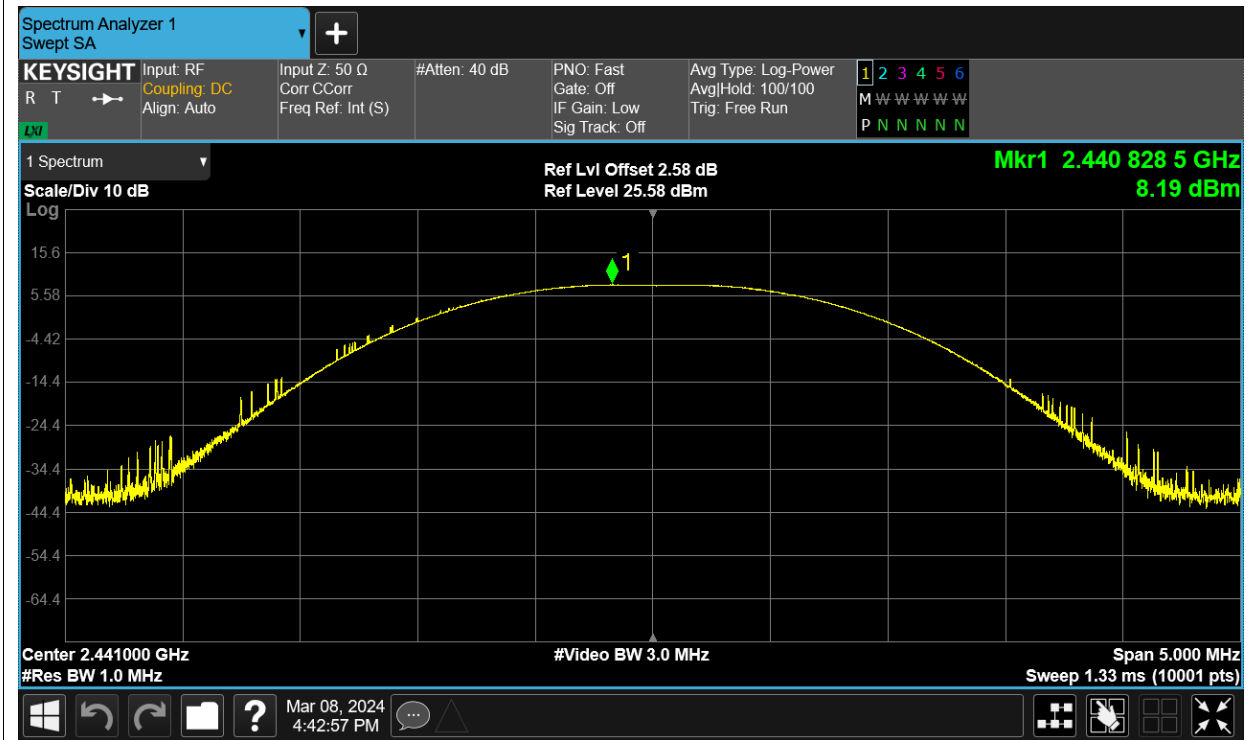 Spectrum Analyzer 1
Swept SA
KEYSIGHT
R T
LXI
Input: RF
Coupling: DC
Align: Auto
Input Z: 50 Ω
Corr CCorr
Freq Ref: Int (S)
#Atten: 40 dB
PNO: Fast
Gate: Off
IF Gain: Low
Sig Track: Off
Avg Type: Log-Power
Avg|Hold: 100/100
Trig: Free Run
1 2 3 4 5 6
M W W W W W
P N N N N N
1 Spectrum
Scale/Div 10 dB
Ref Lvl Offset 2.58 dB
Ref Level 25.58 dBm
Mkr1 2.440 828 5 GHz
8.19 dBm
Log
15.6
5.58
-4.42
-14.4
-24.4
-34.4
-44.4
-54.4
-64.4
1
Center 2.441000 GHz
#Res BW 1.0 MHz
#Video BW 3.0 MHz
Span 5.000 MHz
Sweep 1.33 ms (10001 pts)
?
Mar 08, 2024
4:42:57 PM